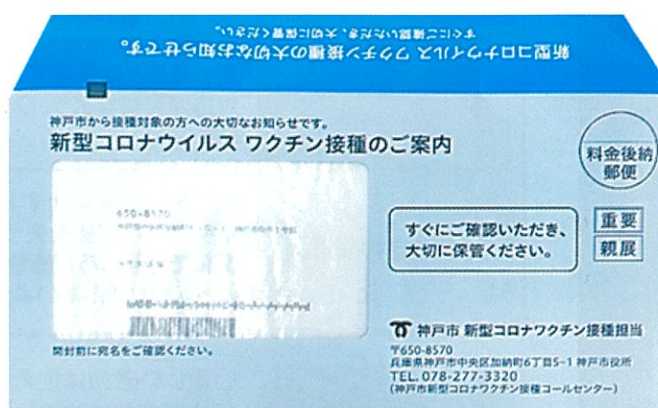 新型コロナウイルス ワクチン接種の大切なお知らせです。
すぐにご確認いただき、大切に保管ください。
神戸市から接種対象の方への大切なお知らせです。
新型コロナウイルス ワクチン接種のご案内
料金後納
郵便
650-8570
すぐにご確認いただき、
大切に保管ください。
重要
親展
開封前に宛名をご確認ください。
神戸市 新型コロナワクチン接種担当
〒650-8570
兵庫県神戸市中央区加納町6丁目5-1 神戸市役所
TEL. 078-277-3320
(神戸市新型コロナワクチン接種コールセンター)